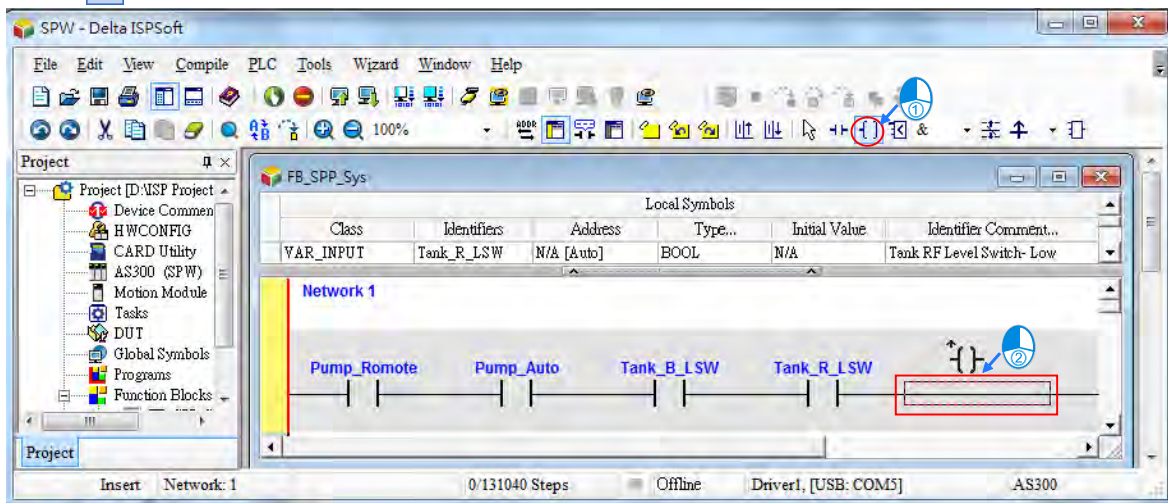 SPW - Delta ISPSoft
File Edit View Compile PLC Tools Wizard Window Help
①
100%
Project
FB_SPP_Sys
Project [D:\ISP Project
Device Commen
HWCONFIG
CARD Utility
AS300 (SPW)
Motion Module
Tasks
DUT
Global Symbols
Programs
Function Blocks
Local Symbols
Class Identifiers Address Type... Initial Value Identifier Comment...
VAR_INPUT Tank_R_LSW N/A [Auto] BOOL N/A Tank RF Level Switch- Low
Network 1
②
Pump_Romote Pump_Auto Tank_B_LSW Tank_R_LSW
Project
Insert Network: 1 0/131040 Steps Offline Driver1, [USB: COM5] AS300